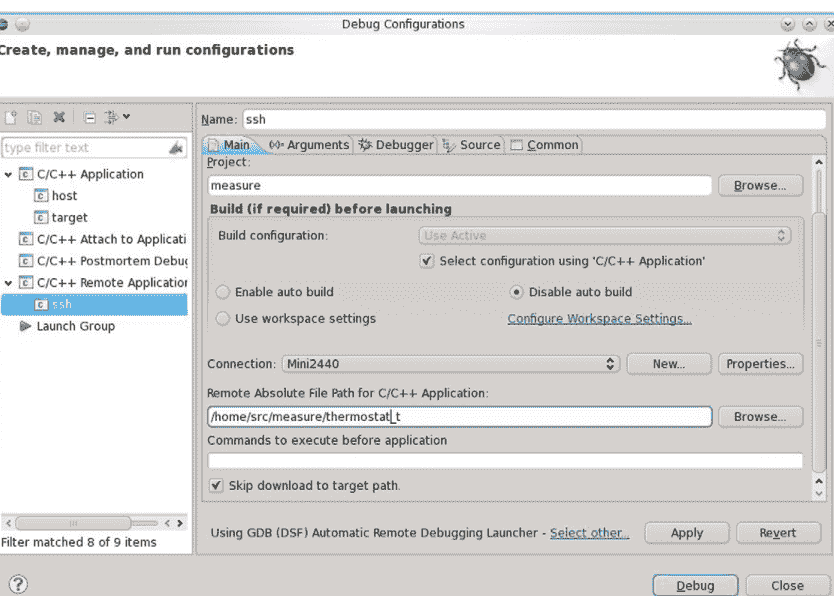 Debug Configurations
Create, manage, and run configurations
type filter text
C/C++ Application
host
target
C/C++ Attach to Applicati
C/C++ Postmortem Debug
C/C++ Remote Application
ssh
Launch Group
Filter matched 8 of 9 items
Name: ssh
Main Arguments Debugger Source Common
Project:
measure Browse...
Build (if required) before launching
Build configuration: Use Active
Select configuration using 'C/C++ Application'
Enable auto build Disable auto build
Use workspace settings Configure Workspace Settings...
Connection: Mini2440 New... Properties...
Remote Absolute File Path for C/C++ Application:
/home/src/measure/thermostat_t Browse...
Commands to execute before application
Skip download to target path.
Using GDB (DSF) Automatic Remote Debugging Launcher - Select other... Apply Revert
? Debug Close